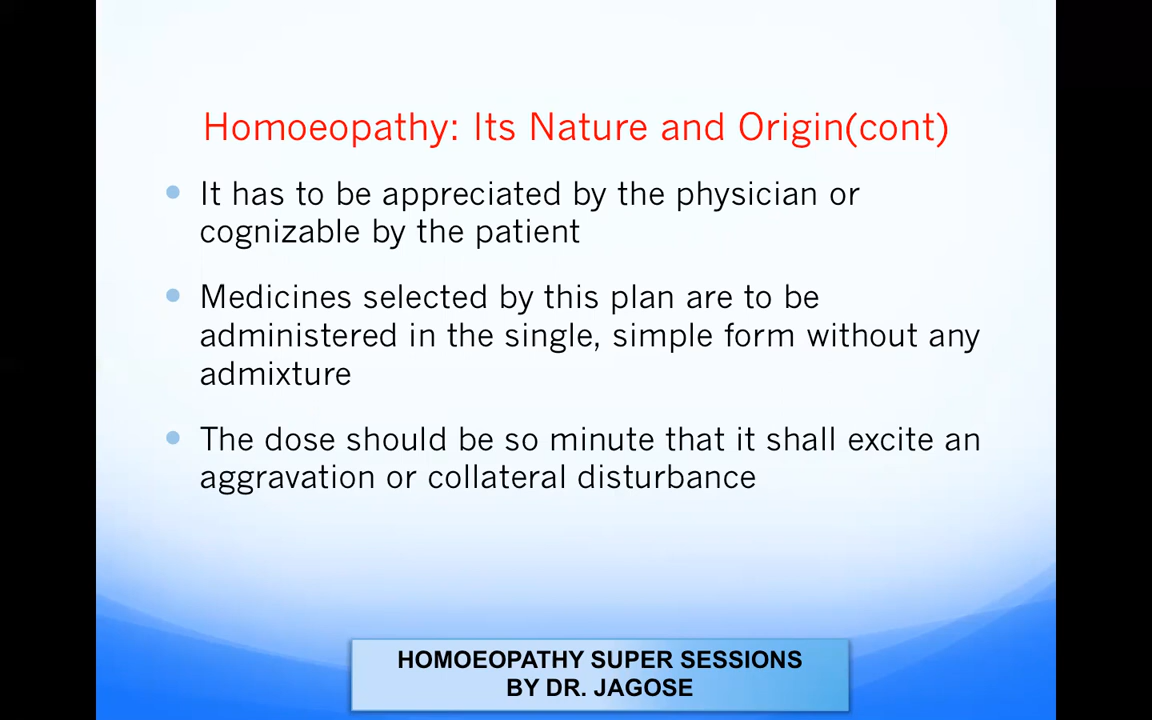 Homoeopathy: Its Nature and Origin(cont)
It has to be appreciated by the physician or
cognizable by the patient
Medicines selected by this plan are to be
administered in the single, simple form without any
admixture
The dose should be so minute that it shall excite an
aggravation or collateral disturbance
HOMOEOPATHY SUPER SESSIONS
BY DR. JAGOSE